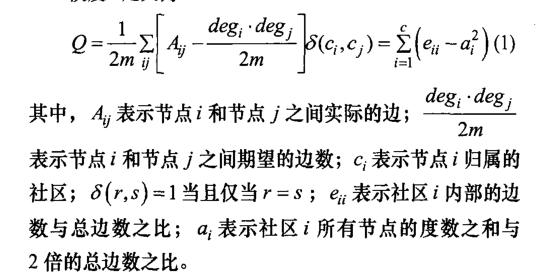 Q = \frac{1}{2m} \sum_{ij} \left[ A_{ij} - \frac{deg_i \cdot deg_j}{2m} \right] \delta(c_i, c_j) = \sum_{i=1}^{c} (e_{ii} - a_i^2) (1)
其中， A_{ij} 表示节点 i 和节点 j 之间实际的边； \frac{deg_i \cdot deg_j}{2m}
表示节点 i 和节点 j 之间期望的边数； c_i 表示节点 i 归属的
社区； δ(r,s)=1 当且仅当 r=s ； e_{ii} 表示社区 i 内部的边
数与总边数之比； a_i 表示社区 i 所有节点的度数之和与
2 倍的总边数之比。